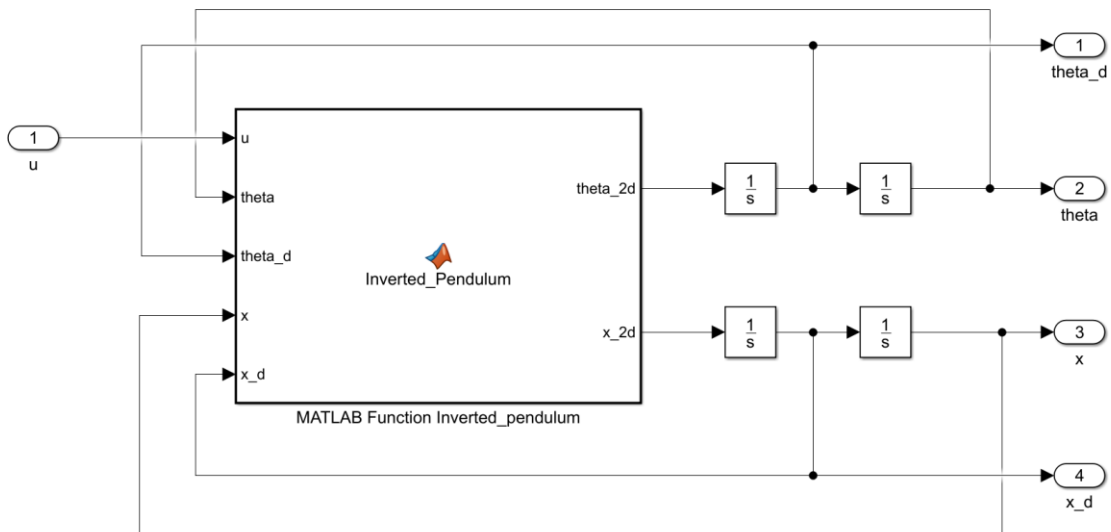 1
theta_d
1
u
u
theta
theta_d
x
x_d
Inverted_Pendulum
theta_2d
x_2d
1
s
1
s
2
theta
1
s
1
s
3
x
MATLAB Function Inverted_pendulum
4
x_d